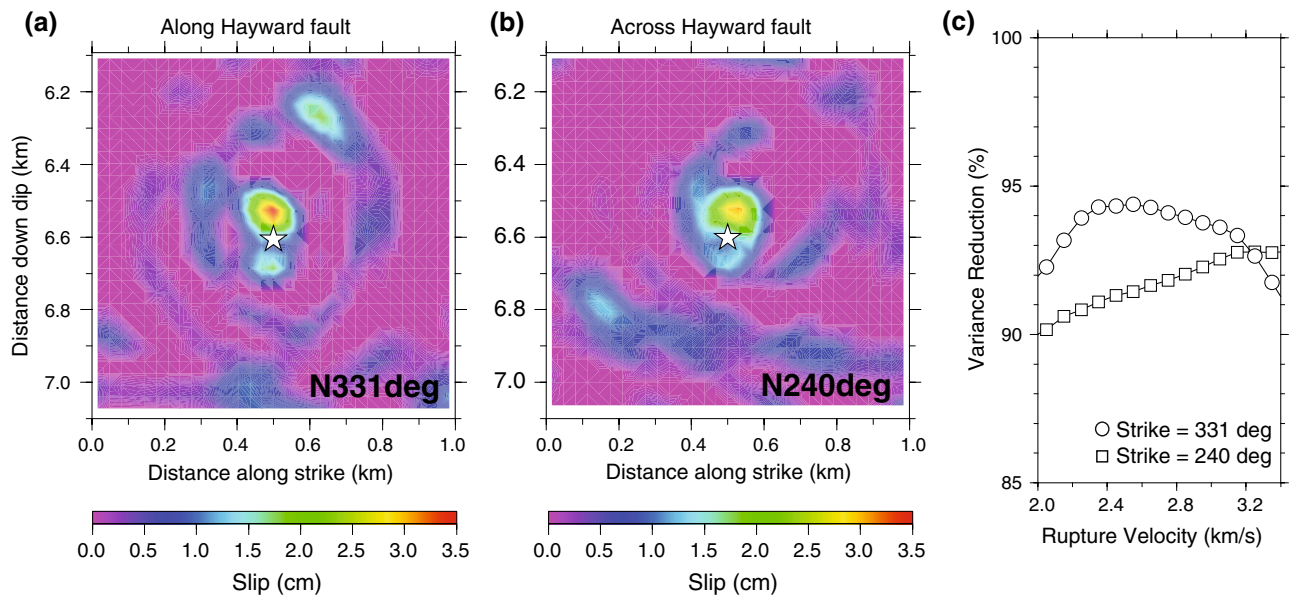 (a)
Along Hayward fault
Distance down dip (km)
6.2
6.4
6.6
6.8
7.0
N331deg
0.0 0.2 0.4 0.6 0.8 1.0
Distance along strike (km)
0.0 0.5 1.0 1.5 2.0 2.5 3.0 3.5
Slip (cm)
(b)
Across Hayward fault
6.2
6.4
6.6
6.8
7.0
N240deg
0.0 0.2 0.4 0.6 0.8 1.0
Distance along strike (km)
0.0 0.5 1.0 1.5 2.0 2.5 3.0 3.5
Slip (cm)
(c)
Variance Reduction (%)
100
95
90
85
Strike = 331 deg
Strike = 240 deg
2.0 2.4 2.8 3.2
Rupture Velocity (km/s)